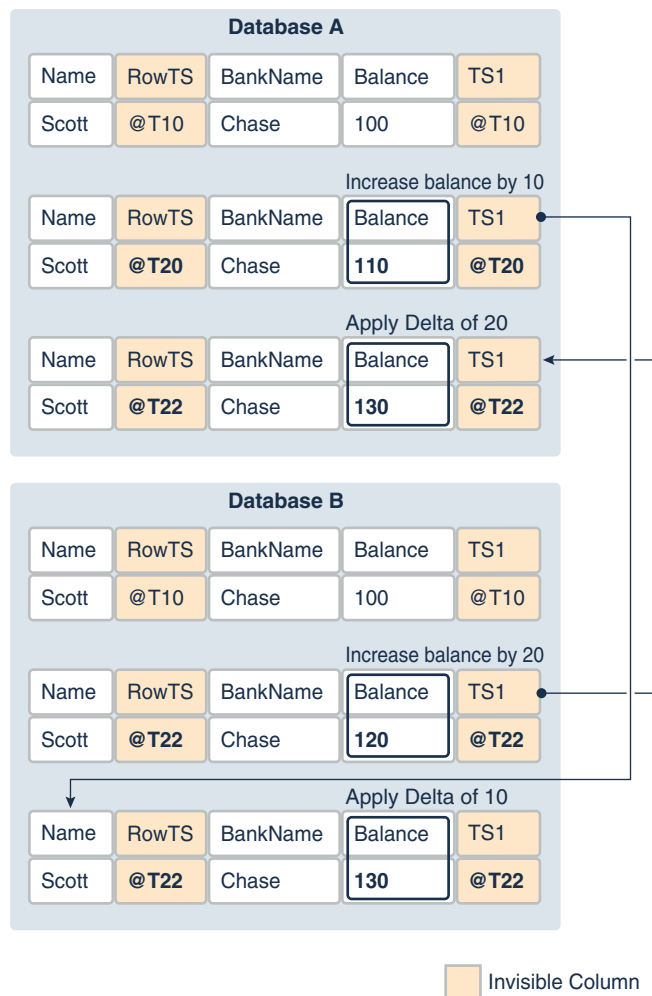 Database A
Name RowTS BankName Balance TS1
Scott @T10 Chase 100 @T10
Increase balance by 10
Name RowTS BankName Balance TS1
Scott @T20 Chase 110 @T20
Apply Delta of 20
Name RowTS BankName Balance TS1
Scott @T22 Chase 130 @T22
Database B
Name RowTS BankName Balance TS1
Scott @T10 Chase 100 @T10
Increase balance by 20
Name RowTS BankName Balance TS1
Scott @T22 Chase 120 @T22
Apply Delta of 10
Name RowTS BankName Balance TS1
Scott @T22 Chase 130 @T22
Invisible Column